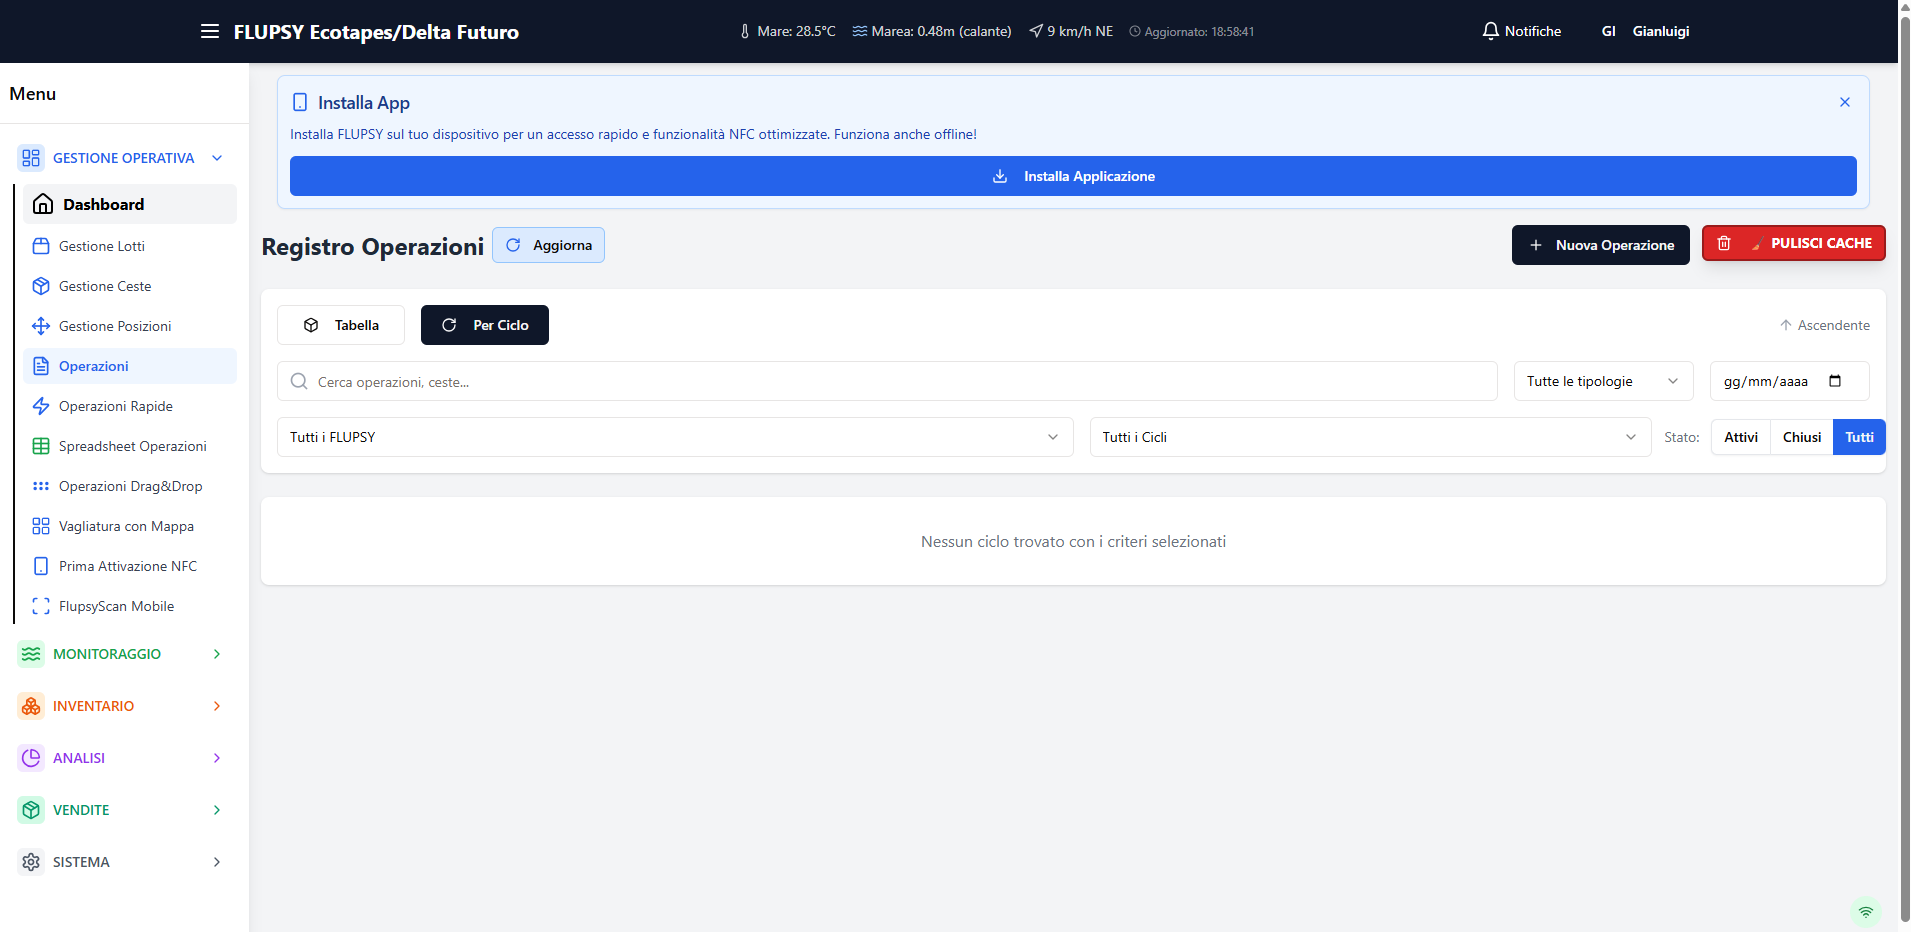 FLUPSY Ecotapes/Delta Futuro
Mare: 28.5°C
Marea: 0.48m (calante)
9 km/h NE
Aggiornato: 18:58:41
Notifiche
GI
Gianluigi
Menu
GESTIONE OPERATIVA
Dashboard
Gestione Lotti
Gestione Ceste
Gestione Posizioni
Operazioni
Operazioni Rapide
Spreadsheet Operazioni
Operazioni Drag&Drop
Vagliatura con Mappa
Prima Attivazione NFC
FlupsyScan Mobile
MONITORAGGIO
INVENTARIO
ANALISI
VENDITE
SISTEMA
Installa App
Installa FLUPSY sul tuo dispositivo per un accesso rapido e funzionalità NFC ottimizzate. Funziona anche offline!
Installa Applicazione
Registro Operazioni
Aggiorna
Nuova Operazione
PULISCI CACHE
Tabella
Per Ciclo
Ascendente
Cerca operazioni, ceste...
Tutte le tipologie
gg/mm/aaaa
Tutti i FLUPSY
Tutti i Cicli
Stato:
Attivi
Chiusi
Tutti
Nessun ciclo trovato con i criteri selezionati